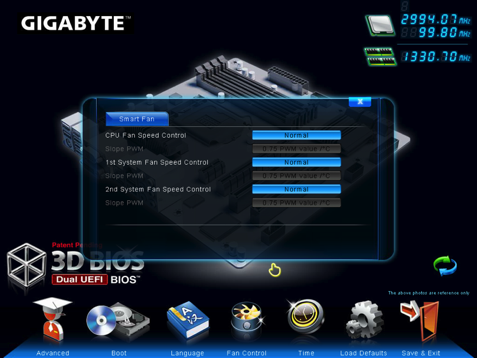 GIGABYTE™
2994.07 MHz
99.80 MHz
1330.70 MHz
Smart Fan
X
CPU Fan Speed Control Normal
Slope PWM 0.75 PWM value /°C
1st System Fan Speed Control Normal
Slope PWM 0.75 PWM value /°C
2nd System Fan Speed Control Normal
Slope PWM 0.75 PWM value /°C
Patent Pe
3D BIOS
Dual UEFI BIOS™
The above photos are reference only
Advanced Boot Language Fan Control Time Load Defaults Save & Exit